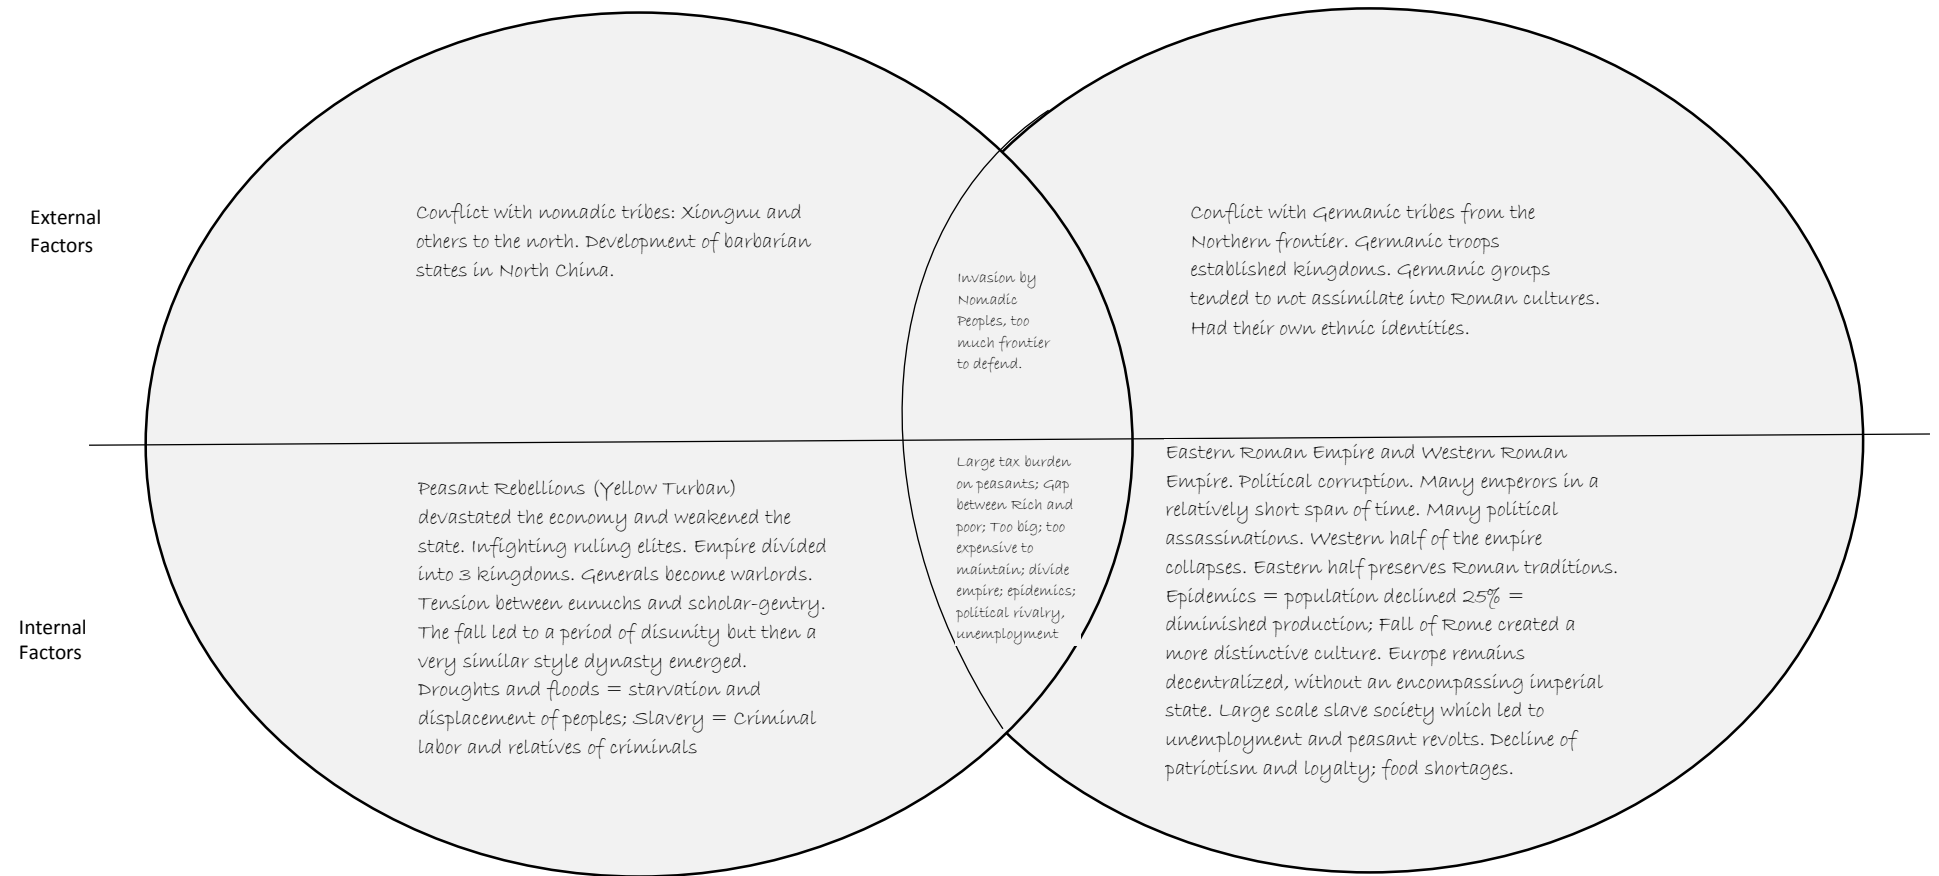 External
Factors
Conflict with nomadic tribes: Xiongnu and
others to the north. Development of barbarian
states in North China.
Invasion by
Nomadic
Peoples, too
much frontier
to defend.
Conflict with Germanic tribes from the
Northern frontier. Germanic troops
established kingdoms. Germanic groups
tended to not assimilate into Roman cultures.
Had their own ethnic identities.
Internal
Factors
Peasant Rebellions (Yellow Turban)
devastated the economy and weakened the
state. Infighting ruling elites. Empire divided
into 3 kingdoms. Generals become warlords.
Tension between eunuchs and scholar-gentry.
The fall led to a period of disunity but then a
very similar style dynasty emerged.
Droughts and floods = starvation and
displacement of peoples; Slavery = Criminal
labor and relatives of criminals
Large tax burden
on peasants; Gap
between Rich and
poor; Too big; too
expensive to
maintain; divide
empire; epidemics;
political rivalry,
unemployment
Eastern Roman Empire and Western Roman
Empire. Political corruption. Many emperors in a
relatively short span of time. Many political
assassinations. Western half of the empire
collapses. Eastern half preserves Roman traditions.
Epidemics = population declined 25% =
diminished production; Fall of Rome created a
more distinctive culture. Europe remains
decentralized, without an encompassing imperial
state. Large scale slave society which led to
unemployment and peasant revolts. Decline of
patriotism and loyalty; food shortages.